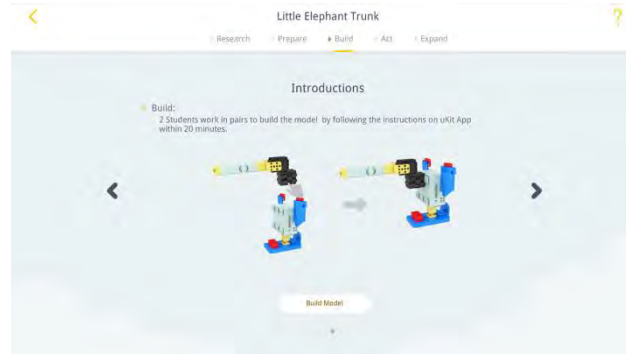 Little Elephant Trunk
Research Prepare Build Act Expand
Introductions
Build:
2 Students work in pairs to build the model by following the instructions on uKit App
within 20 minutes.
Build Model